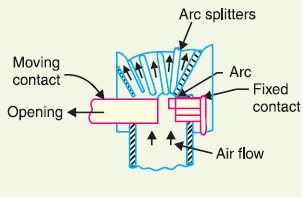 Arc splitters
Moving
contact
Arc
Fixed
contact
Opening
Air flow